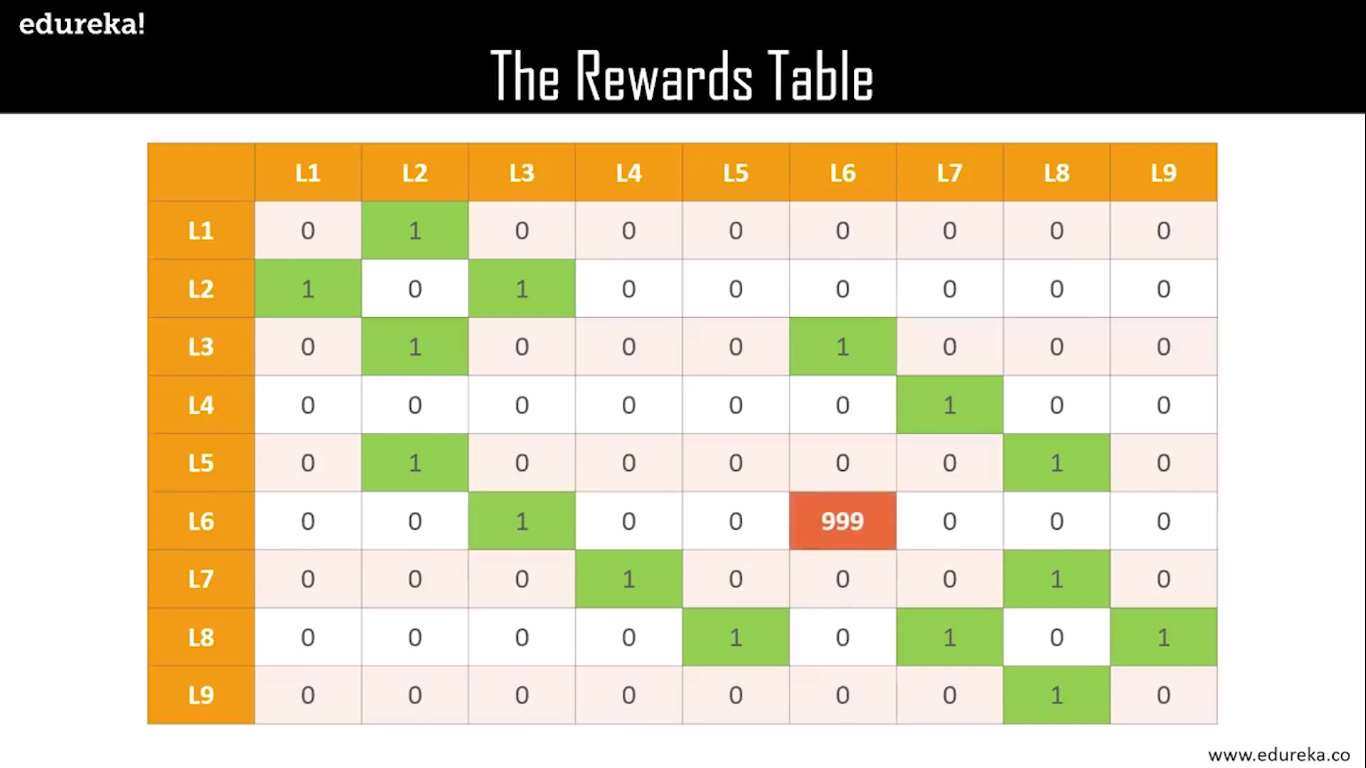 edureka!
The Rewards Table
L1 L2 L3 L4 L5 L6 L7 L8 L9
L1 0 1 0 0 0 0 0 0 0
L2 1 0 1 0 0 0 0 0 0
L3 0 1 0 0 0 1 0 0 0
L4 0 0 0 0 0 0 1 0 0
L5 0 1 0 0 0 0 0 1 0
L6 0 0 1 0 0 999 0 0 0
L7 0 0 0 1 0 0 0 1 0
L8 0 0 0 0 1 0 1 0 1
L9 0 0 0 0 0 0 0 1 0
www.edureka.co